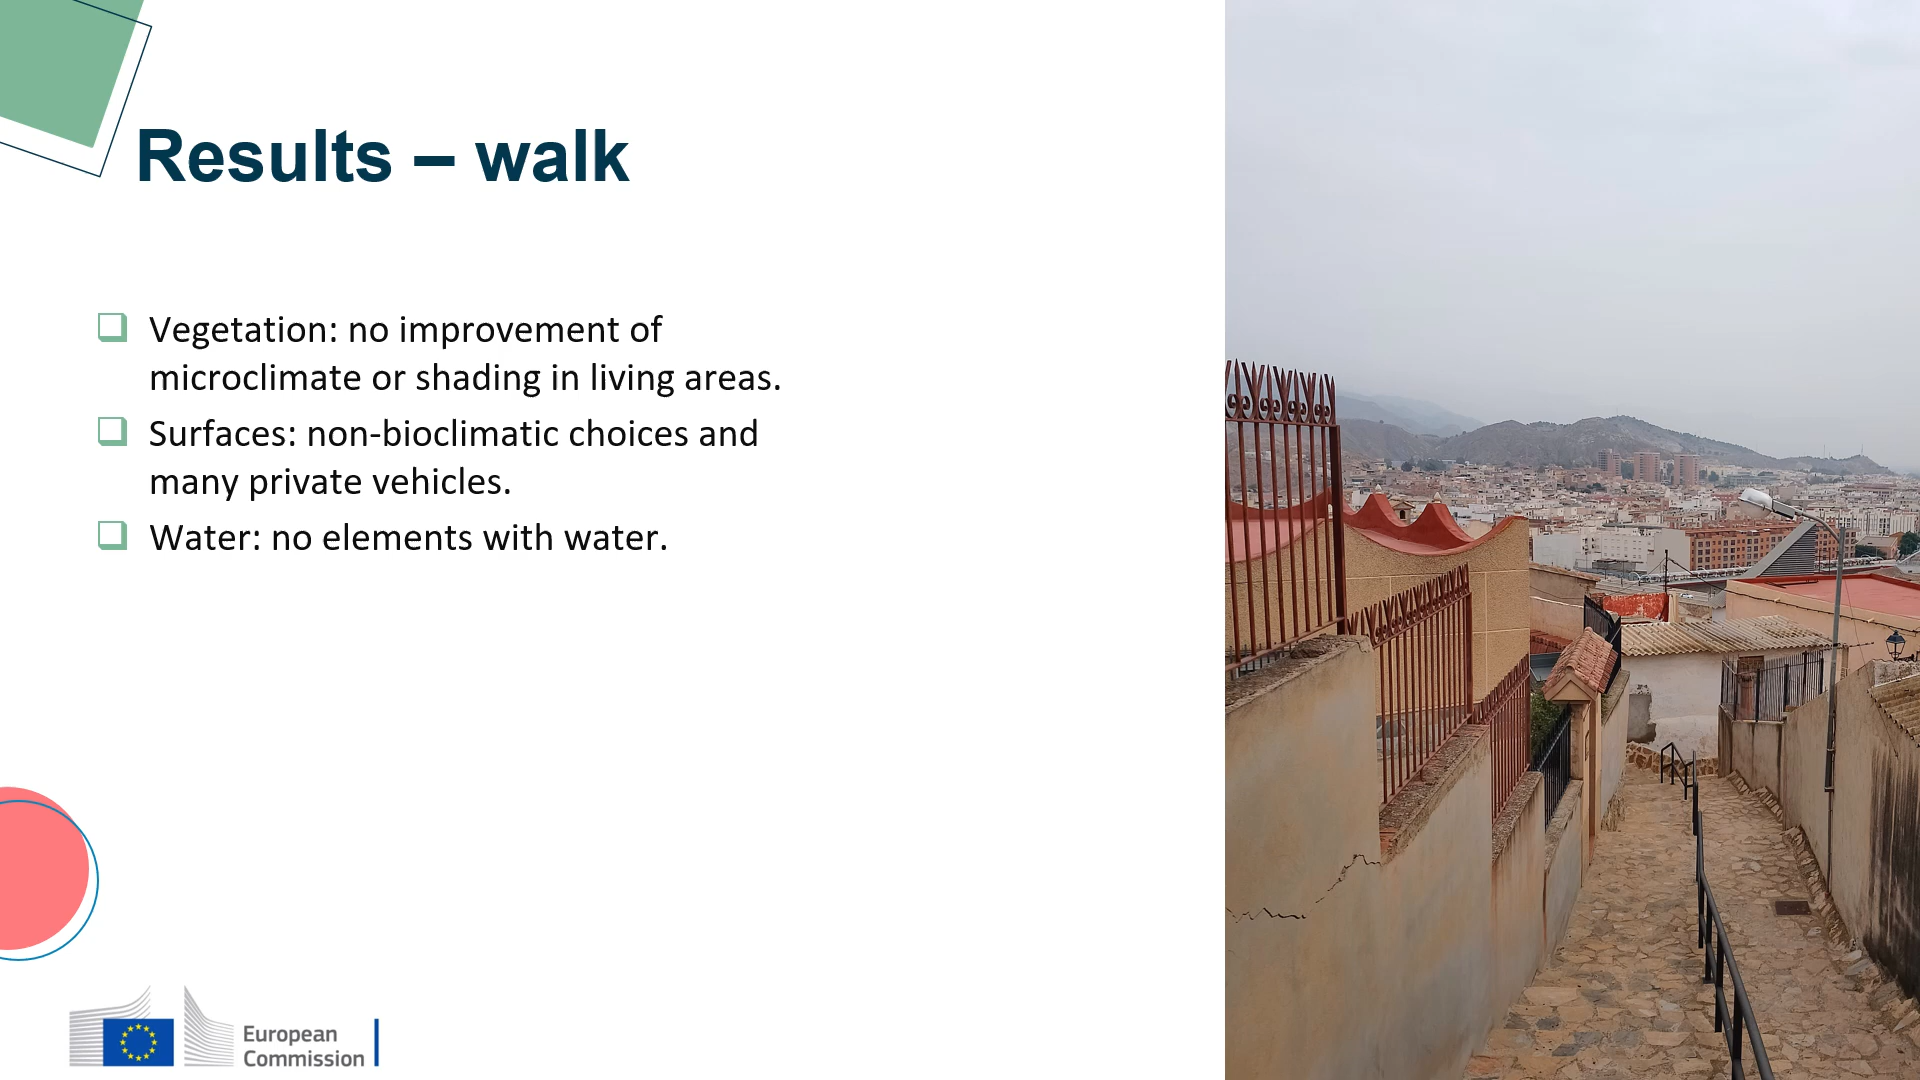 Results – walk
Vegetation: no improvement of
microclimate or shading in living areas.
Surfaces: non-bioclimatic choices and
many private vehicles.
Water: no elements with water.
European
Commission